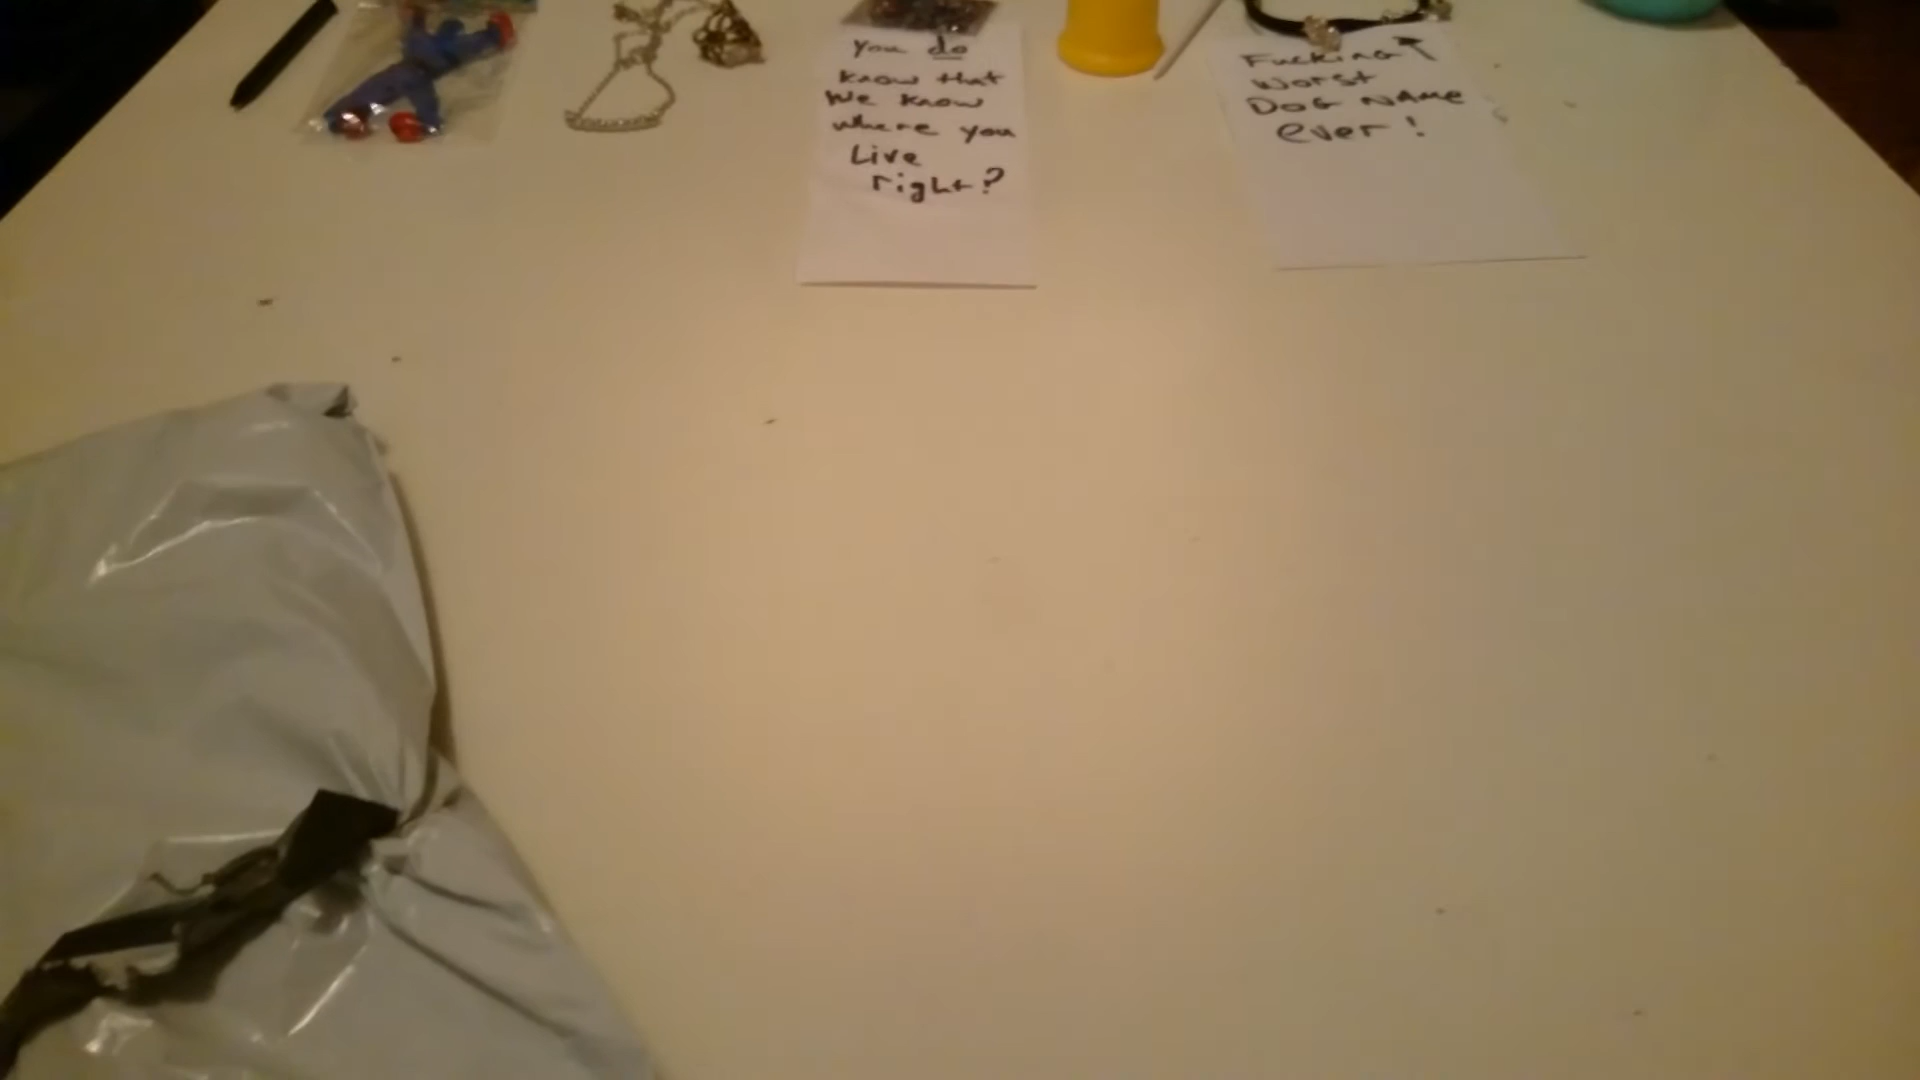 you do
know that
we know
where you
Live
right?
Fucking
worst
DOG NAME
ever!